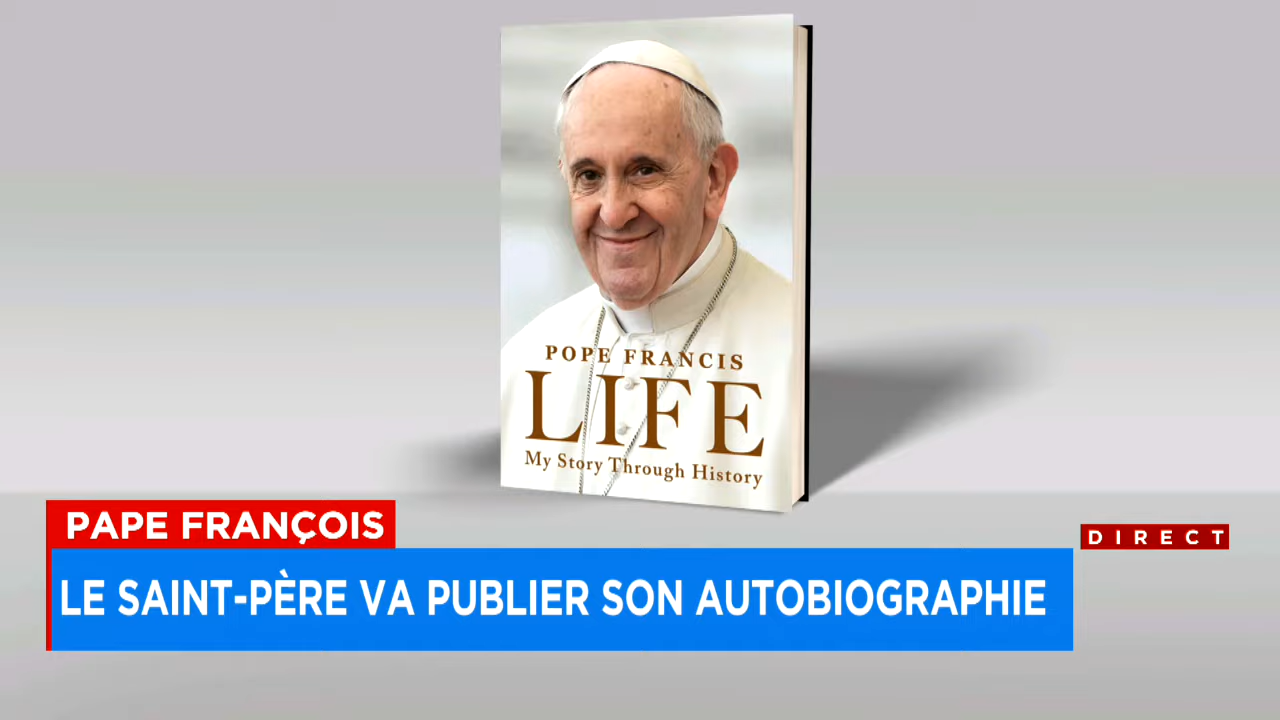 POPE FRANCIS
LIFE
My Story Through History
PAPE FRANÇOIS
LE SAINT-PÈRE VA PUBLIER SON AUTOBIOGRAPHIE
DIRECT